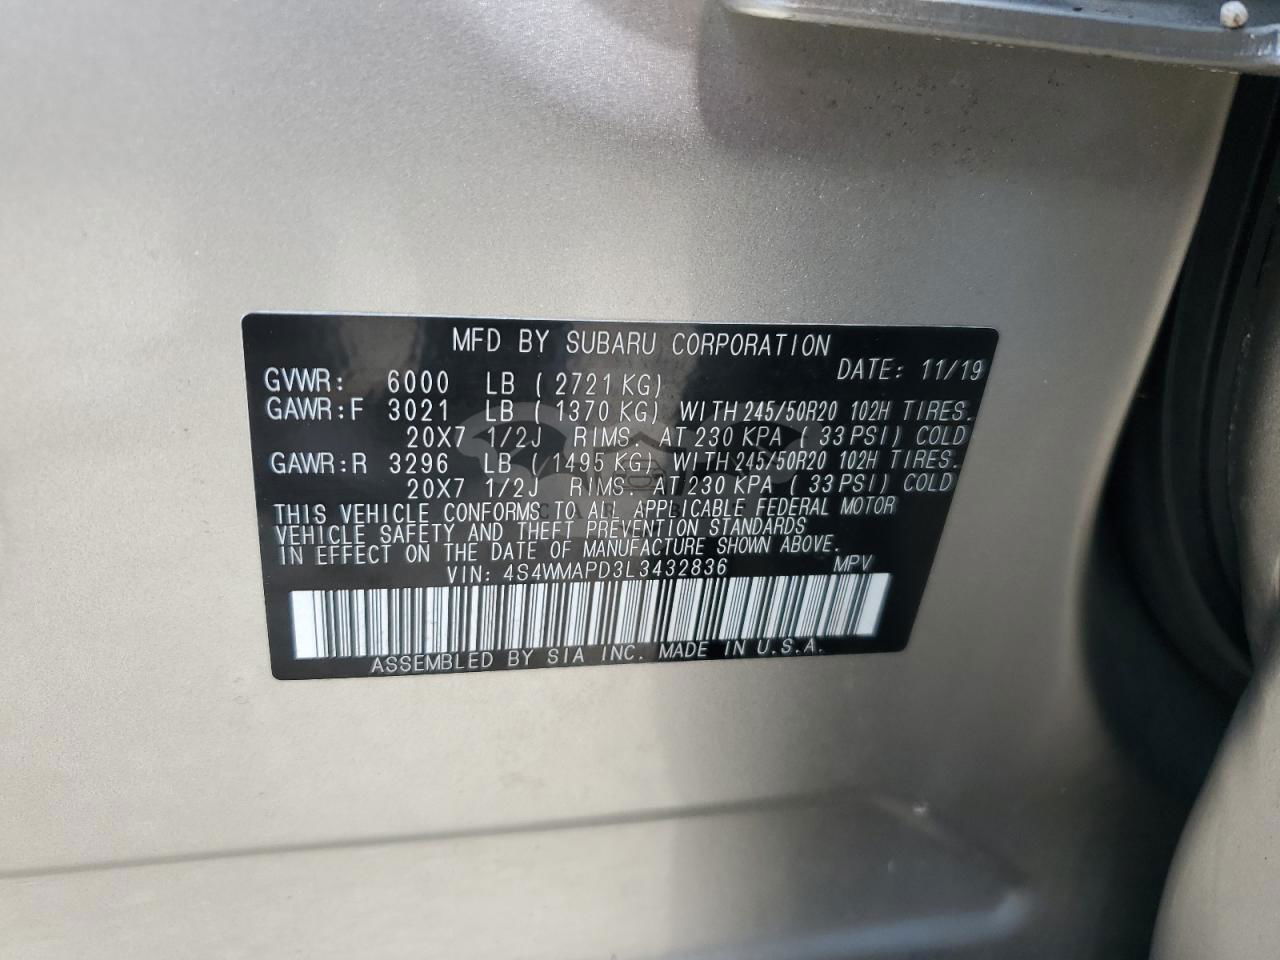 MFD BY SUBARU CORPORATION
DATE: 11/19
GVWR: 6000 LB ( 2721 KG)
GAWR:F 3021 LB ( 1370 KG) WITH 245/50R20 102H TIRES.
20X7 1/2J RIMS. AT 230 KPA ( 33 PSI) COLD
GAWR:R 3296 LB ( 1495 KG) WITH 245/50R20 102H TIRES.
20X7 1/2J RIMS. AT 230 KPA ( 33 PSI) COLD
THIS VEHICLE CONFORMS TO ALL APPLICABLE FEDERAL MOTOR
VEHICLE SAFETY AND THEFT PREVENTION STANDARDS
IN EFFECT ON THE DATE OF MANUFACTURE SHOWN ABOVE.
VIN: 4S4WMAPD3L3432836 MPV
ASSEMBLED BY SIA INC. MADE IN U.S.A.